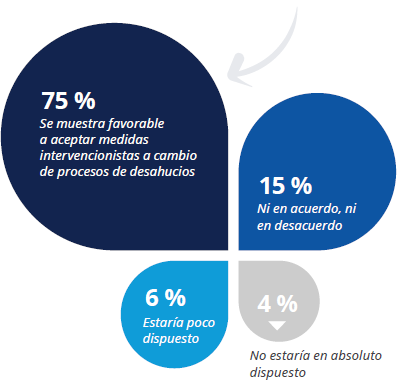 75 %
Se muestra favorable
a aceptar medidas
intervencionistas a cambio
de procesos de desahucios
15 %
Ni en acuerdo, ni
en desacuerdo
6 %
Estaría poco
dispuesto
4 %
No estaría en absoluto
dispuesto